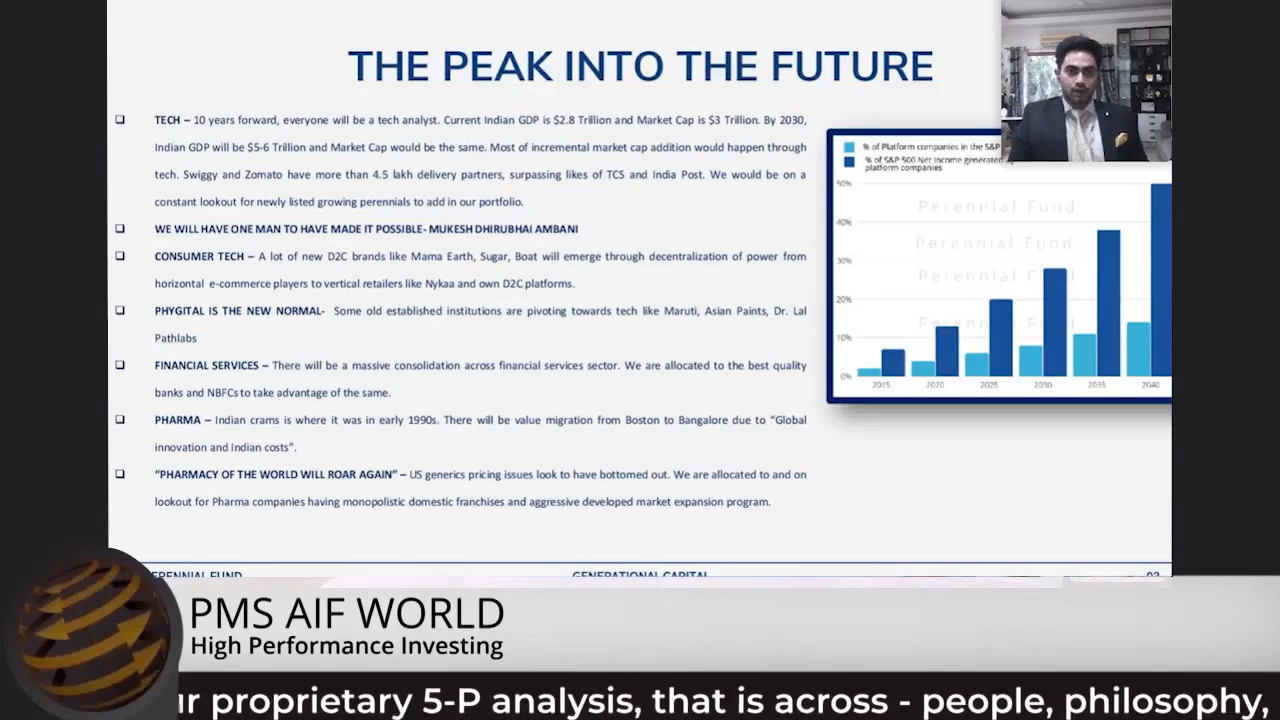 THE PEAK INTO THE FUTURE
❑ TECH – 10 years forward, everyone will be a tech analyst. Current Indian GDP is $2.8 Trillion and Market Cap is $3 Trillion. By 2030,
Indian GDP will be $5-6 Trillion and Market Cap would be the same. Most of incremental market cap addition would happen through
tech. Swiggy and Zomato have more than 4.5 lakh delivery partners, surpassing likes of TCS and India Post. We would be on a
constant lookout for newly listed growing perennials to add in our portfolio.
❑ WE WILL HAVE ONE MAN TO HAVE MADE IT POSSIBLE- MUKESH DHIRUBHAI AMBANI
❑ CONSUMER TECH – A lot of new D2C brands like Mama Earth, Sugar, Boat will emerge through decentralization of power from
horizontal e-commerce players to vertical retailers like Nykaa and own D2C platforms.
❑ PHYGITAL IS THE NEW NORMAL- Some old established institutions are pivoting towards tech like Maruti, Asian Paints, Dr. Lal
Pathlabs
❑ FINANCIAL SERVICES – There will be a massive consolidation across financial services sector. We are allocated to the best quality
banks and NBFCs to take advantage of the same.
❑ PHARMA – Indian crams is where it was in early 1990s. There will be value migration from Boston to Bangalore due to “Global
innovation and Indian costs”.
❑ “PHARMACY OF THE WORLD WILL ROAR AGAIN” – US generics pricing issues look to have bottomed out. We are allocated to and on
lookout for Pharma companies having monopolistic domestic franchises and aggressive developed market expansion program.
% of Platform companies in the S&P
% of S&P 500 Net income generated
platform companies
50%
40%
30%
20%
10%
0%
Perennial Fund
Perennial Fund
Perennial Fund
Perennial Fund
2015 2020 2025 2030 2035 2040
PERENNIAL FUND GENERATIONAL CAPITAL 03
PMS AIF WORLD
High Performance Investing
ur proprietary 5-P analysis, that is across - people, philosophy,